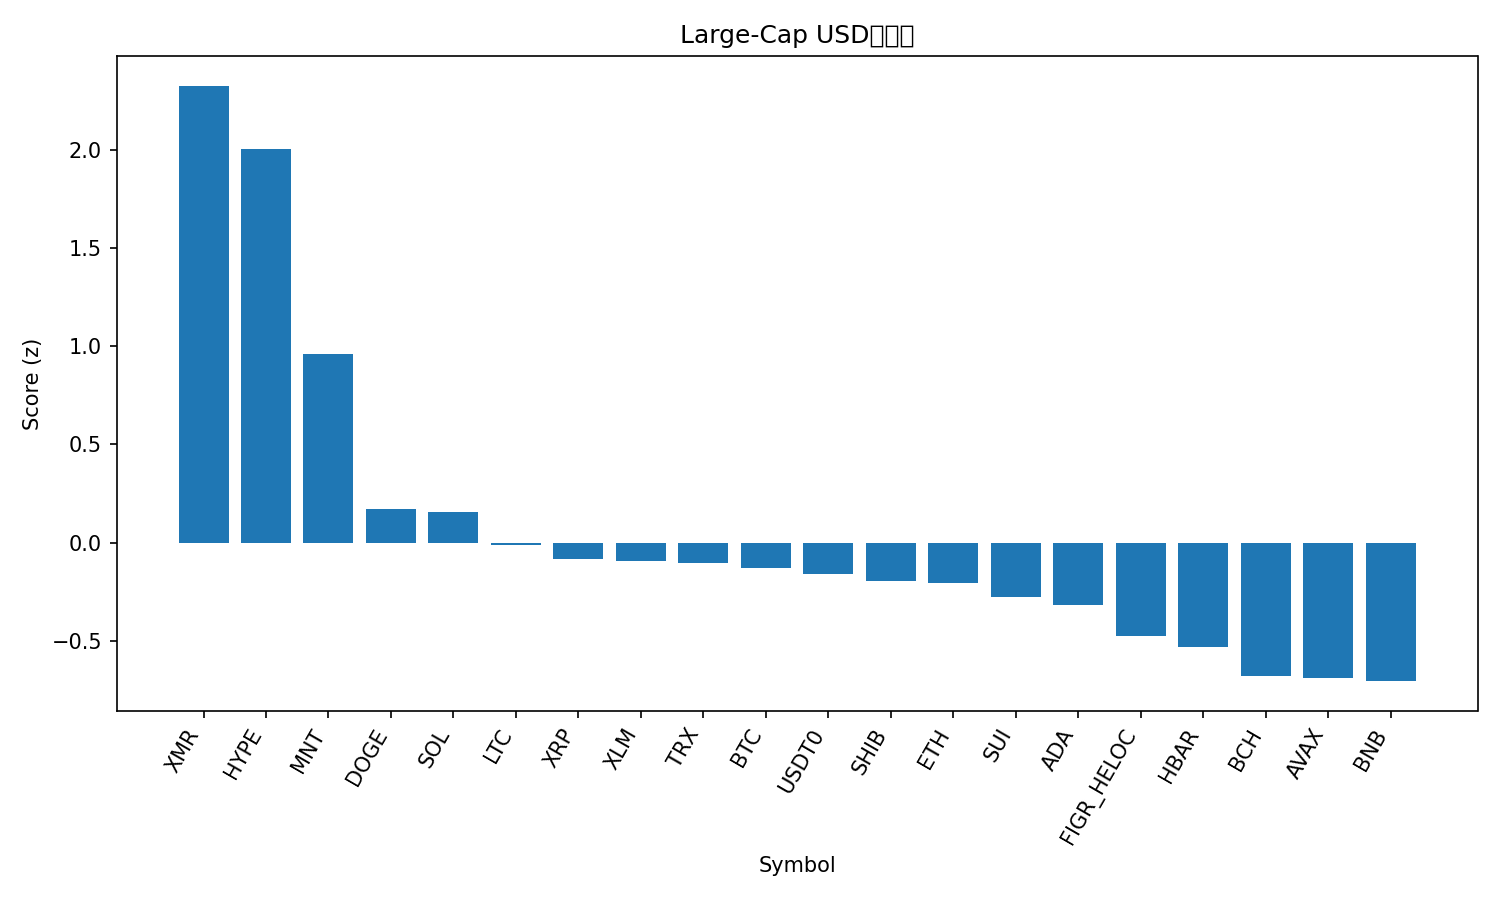 Large-Cap USD
Score (z)
2.0
1.5
1.0
0.5
0.0
−0.5
XMR
HYPE
MNT
DOGE
SOL
LTC
XRP
XLM
TRX
BTC
USDT0
SHIB
ETH
SUI
ADA
FIGR_HELOC
HBAR
BCH
AVAX
BNB
Symbol